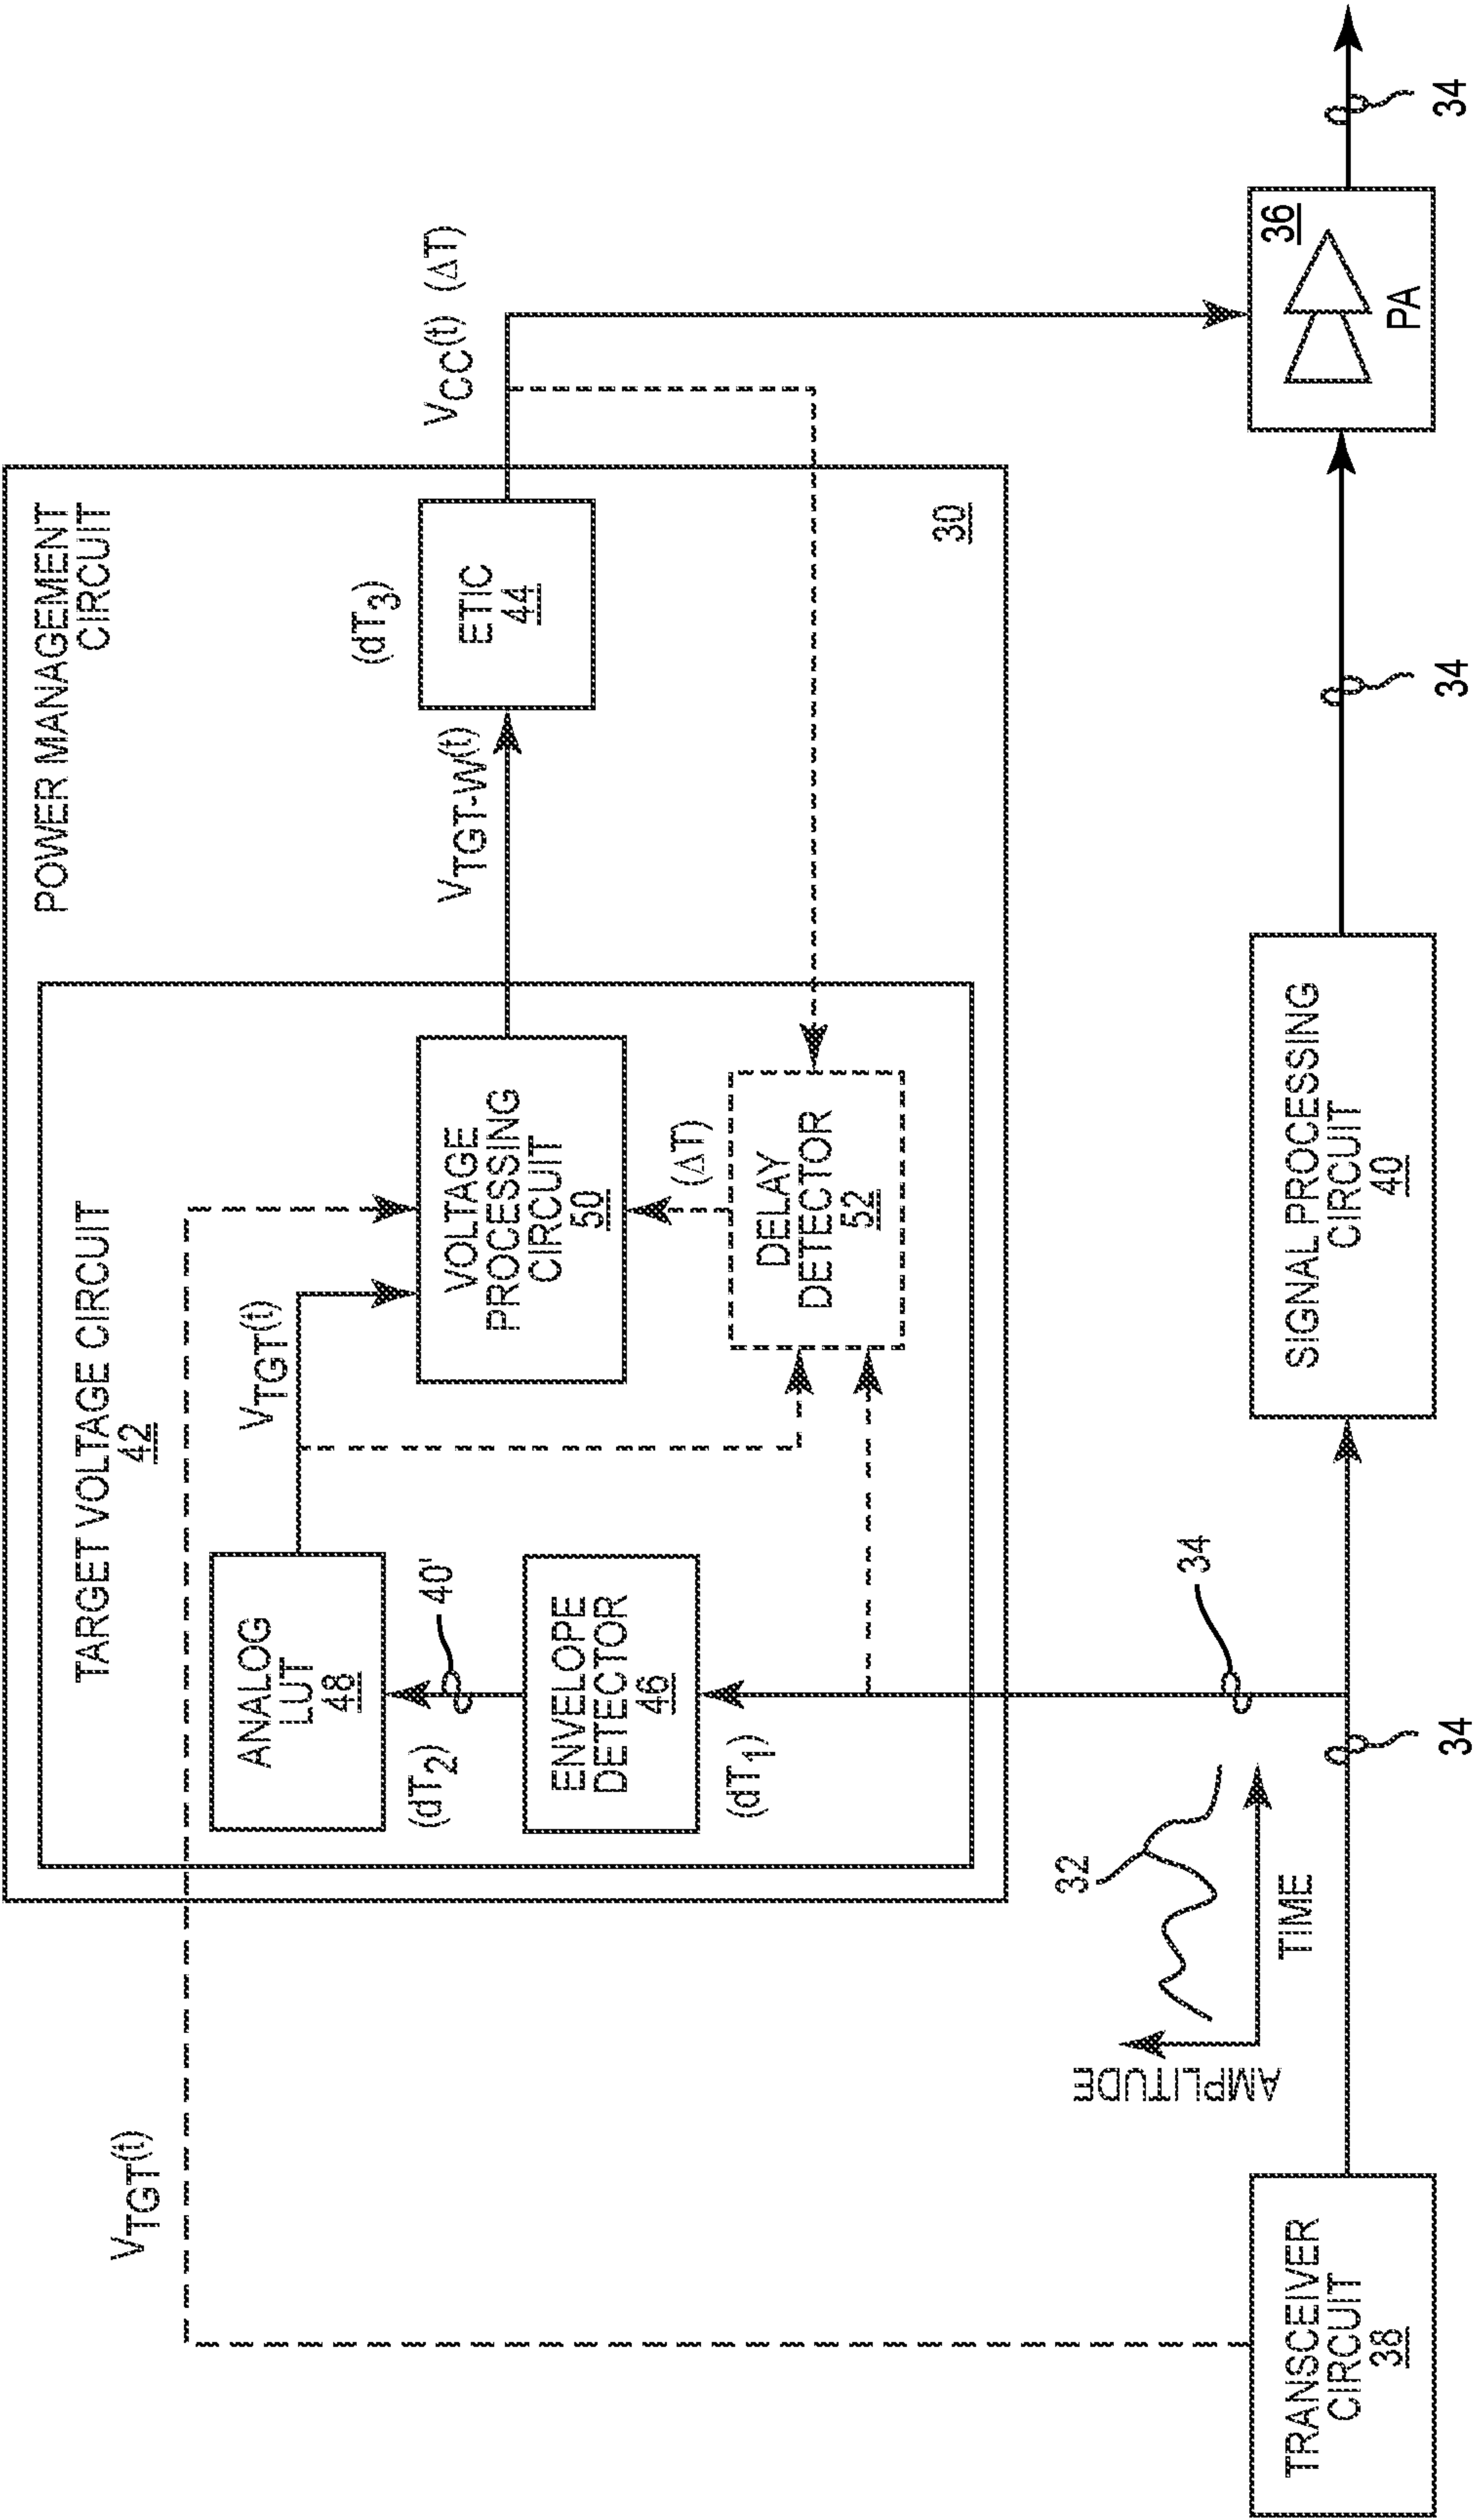 POWER MANAGEMENT
CIRCUIT
30
TARGET VOLTAGE CIRCUIT
42
VTGT(t)
VTGT(t)
ANALOG
LUT
48
(dT2)
40'
ENVELOPE
DETECTOR
46
(dT1)
VOLTAGE
PROCESSING
CIRCUIT
50
(ΔT)
DELAY
DETECTOR
52
VTGT-W(t)
(dT3)
ETIC
44
VCC(t) (ΔT)
AMPLITUDE
32
TIME
34
34
TRANSCEIVER
CIRCUIT
38
SIGNAL PROCESSING
CIRCUIT
40
34
36
PA
34